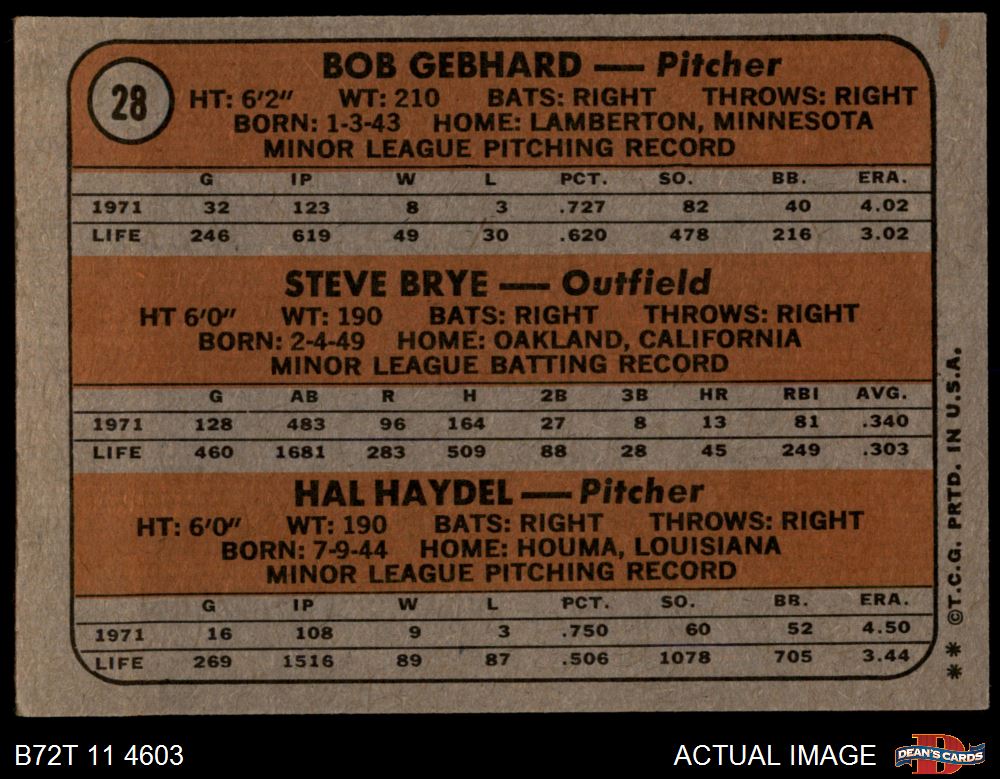 28
BOB GEBHARD — Pitcher
HT: 6'2" WT: 210 BATS: RIGHT THROWS: RIGHT
BORN: 1-3-43 HOME: LAMBERTON, MINNESOTA
MINOR LEAGUE PITCHING RECORD
G IP W L PCT. SO. BB. ERA.
1971 32 123 8 3 .727 82 40 4.02
LIFE 246 619 49 30 .620 478 216 3.02
STEVE BRYE — Outfield
HT 6'0" WT: 190 BATS: RIGHT THROWS: RIGHT
BORN: 2-4-49 HOME: OAKLAND, CALIFORNIA
MINOR LEAGUE BATTING RECORD
G AB R H 2B 3B HR RBI AVG.
1971 128 483 96 164 27 8 13 81 .340
LIFE 460 1681 283 509 88 28 45 249 .303
HAL HAYDEL — Pitcher
HT: 6'0" WT: 190 BATS: RIGHT THROWS: RIGHT
BORN: 7-9-44 HOME: HOUMA, LOUISIANA
MINOR LEAGUE PITCHING RECORD
G IP W L PCT. SO. BB. ERA.
1971 16 108 9 3 .750 60 52 4.50
LIFE 269 1516 89 87 .506 1078 705 3.44
** ©T.C.G. PRTD. IN U.S.A.
B72T 11 4603 ACTUAL IMAGE
D
DEAN'S CARDS